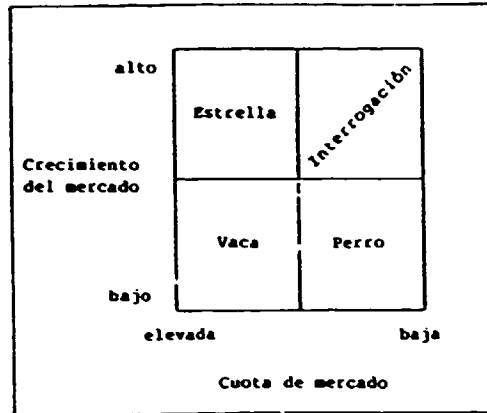 alto
Estrella
Interrogación
Crecimiento
del mercado
Vaca
Perro
bajo
elevada
baja
Cuota de mercado